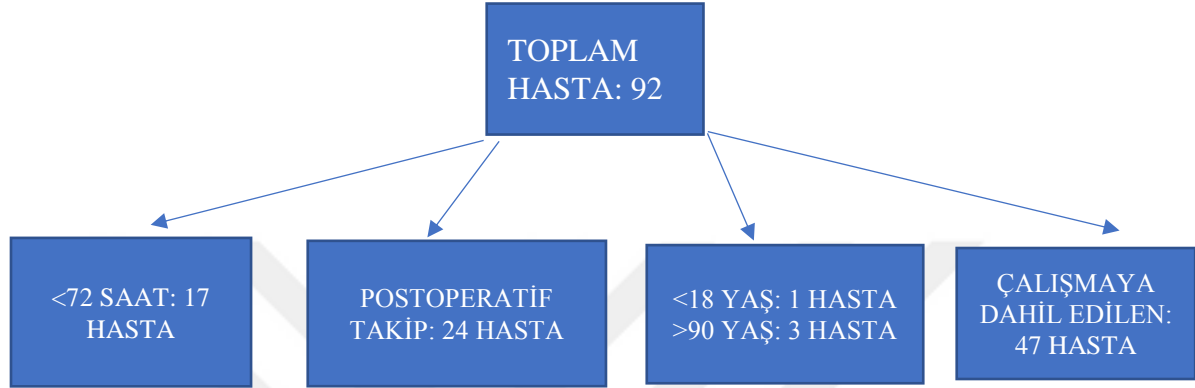 TOPLAM
HASTA: 92
<72 SAAT: 17
HASTA
POSTOPERATİF
TAKİP: 24 HASTA
<18 YAŞ: 1 HASTA
>90 YAŞ: 3 HASTA
ÇALIŞMAYA
DAHİL EDİLEN:
47 HASTA